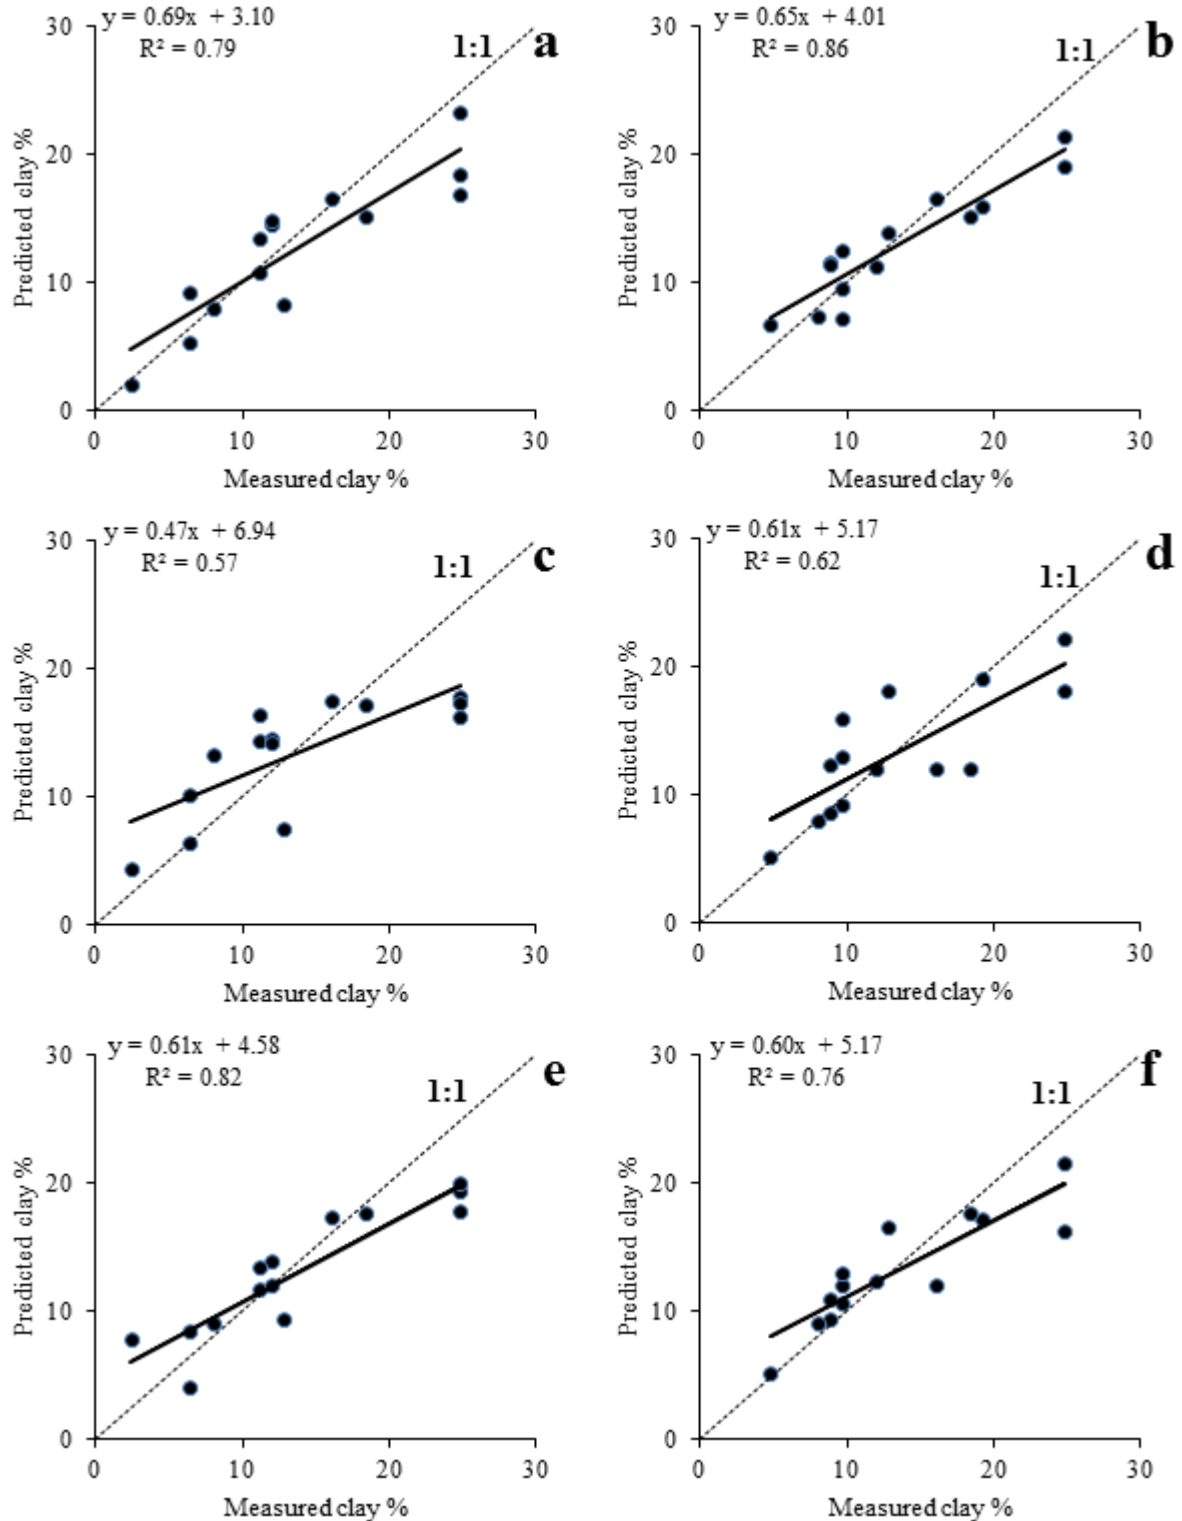 y = 0.69x + 3.10
R² = 0.79
1:1
a
30
20
10
0
Predicted clay %
0 10 20 30
Measured clay %
y = 0.65x + 4.01
R² = 0.86
1:1
b
30
20
10
0
Predicted clay %
0 10 20 30
Measured clay %
y = 0.47x + 6.94
R² = 0.57
1:1
c
30
20
10
0
Predicted clay %
0 10 20 30
Measured clay %
y = 0.61x + 5.17
R² = 0.62
1:1
d
30
20
10
0
Predicted clay %
0 10 20 30
Measured clay %
y = 0.61x + 4.58
R² = 0.82
1:1
e
30
20
10
0
Predicted clay %
0 10 20 30
Measured clay %
y = 0.60x + 5.17
R² = 0.76
1:1
f
30
20
10
0
Predicted clay %
0 10 20 30
Measured clay %